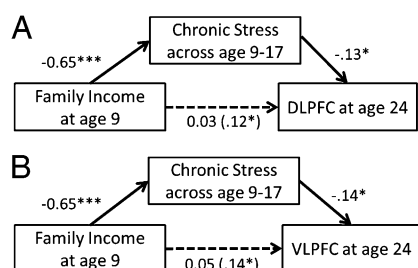 A
Chronic Stress
across age 9-17
-0.65***
-.13*
Family Income
at age 9
0.03 (.12*)
DLPFC at age 24
B
Chronic Stress
across age 9-17
-0.65***
-.14*
Family Income
at age 9
0.05 (.14*)
VLPFC at age 24